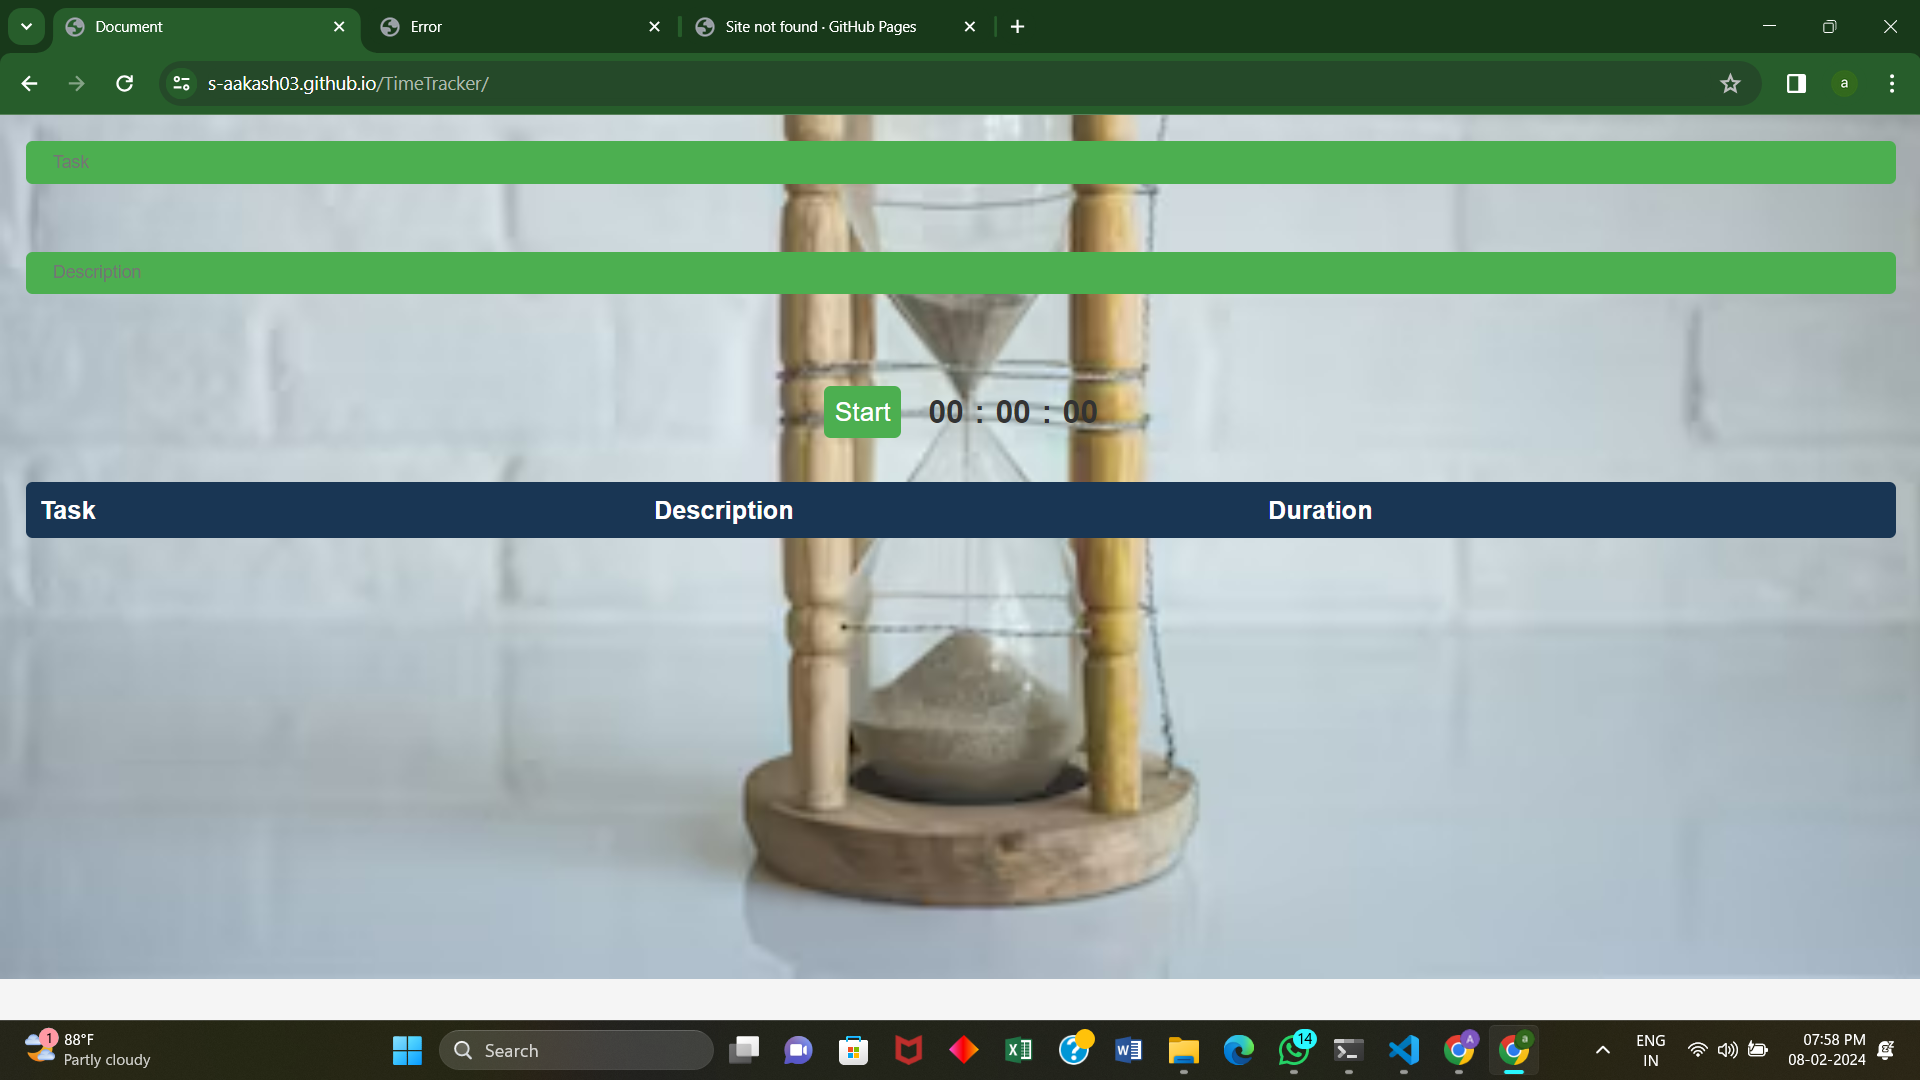 Document
Error
Site not found · GitHub Pages
s-aakash03.github.io/TimeTracker/
a
Task
Description
Start 00 : 00 : 00
Task Description Duration
1
88°F
Partly cloudy
Search
14
A
a
ENG
IN
07:58 PM
08-02-2024